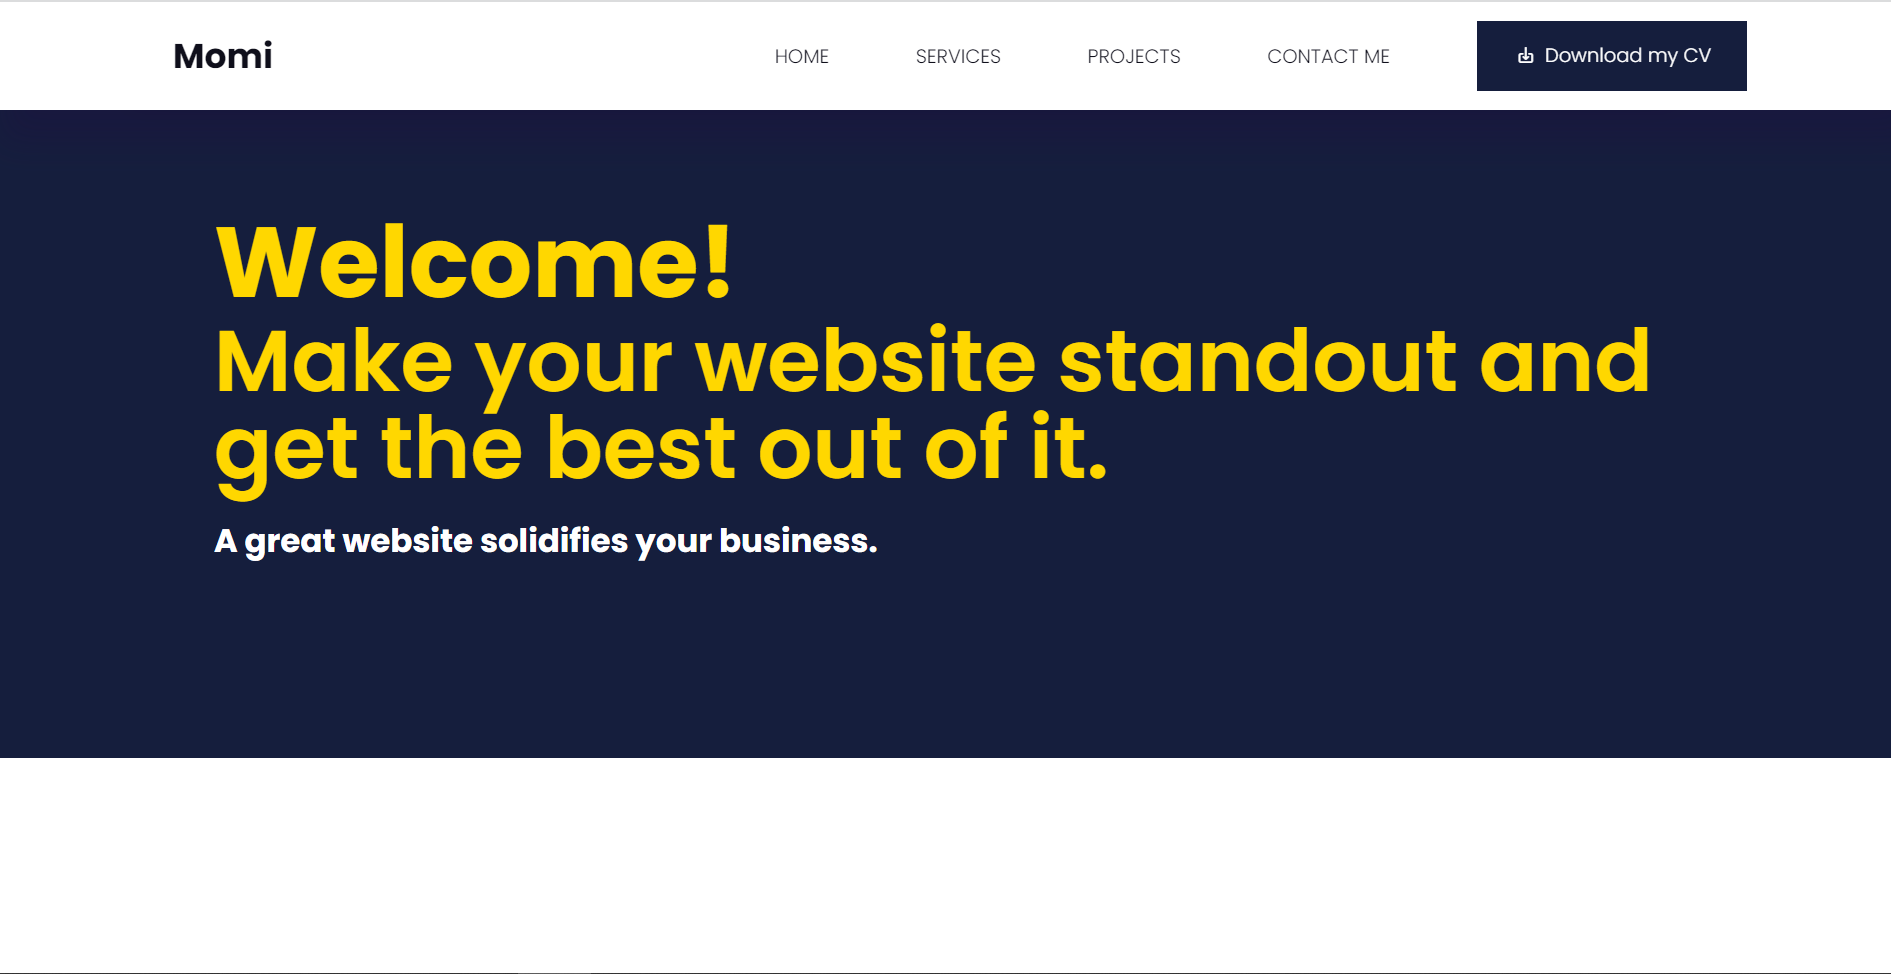 Momi
HOME
SERVICES
PROJECTS
CONTACT ME
Download my CV
Welcome!
Make your website standout and
get the best out of it.
A great website solidifies your business.